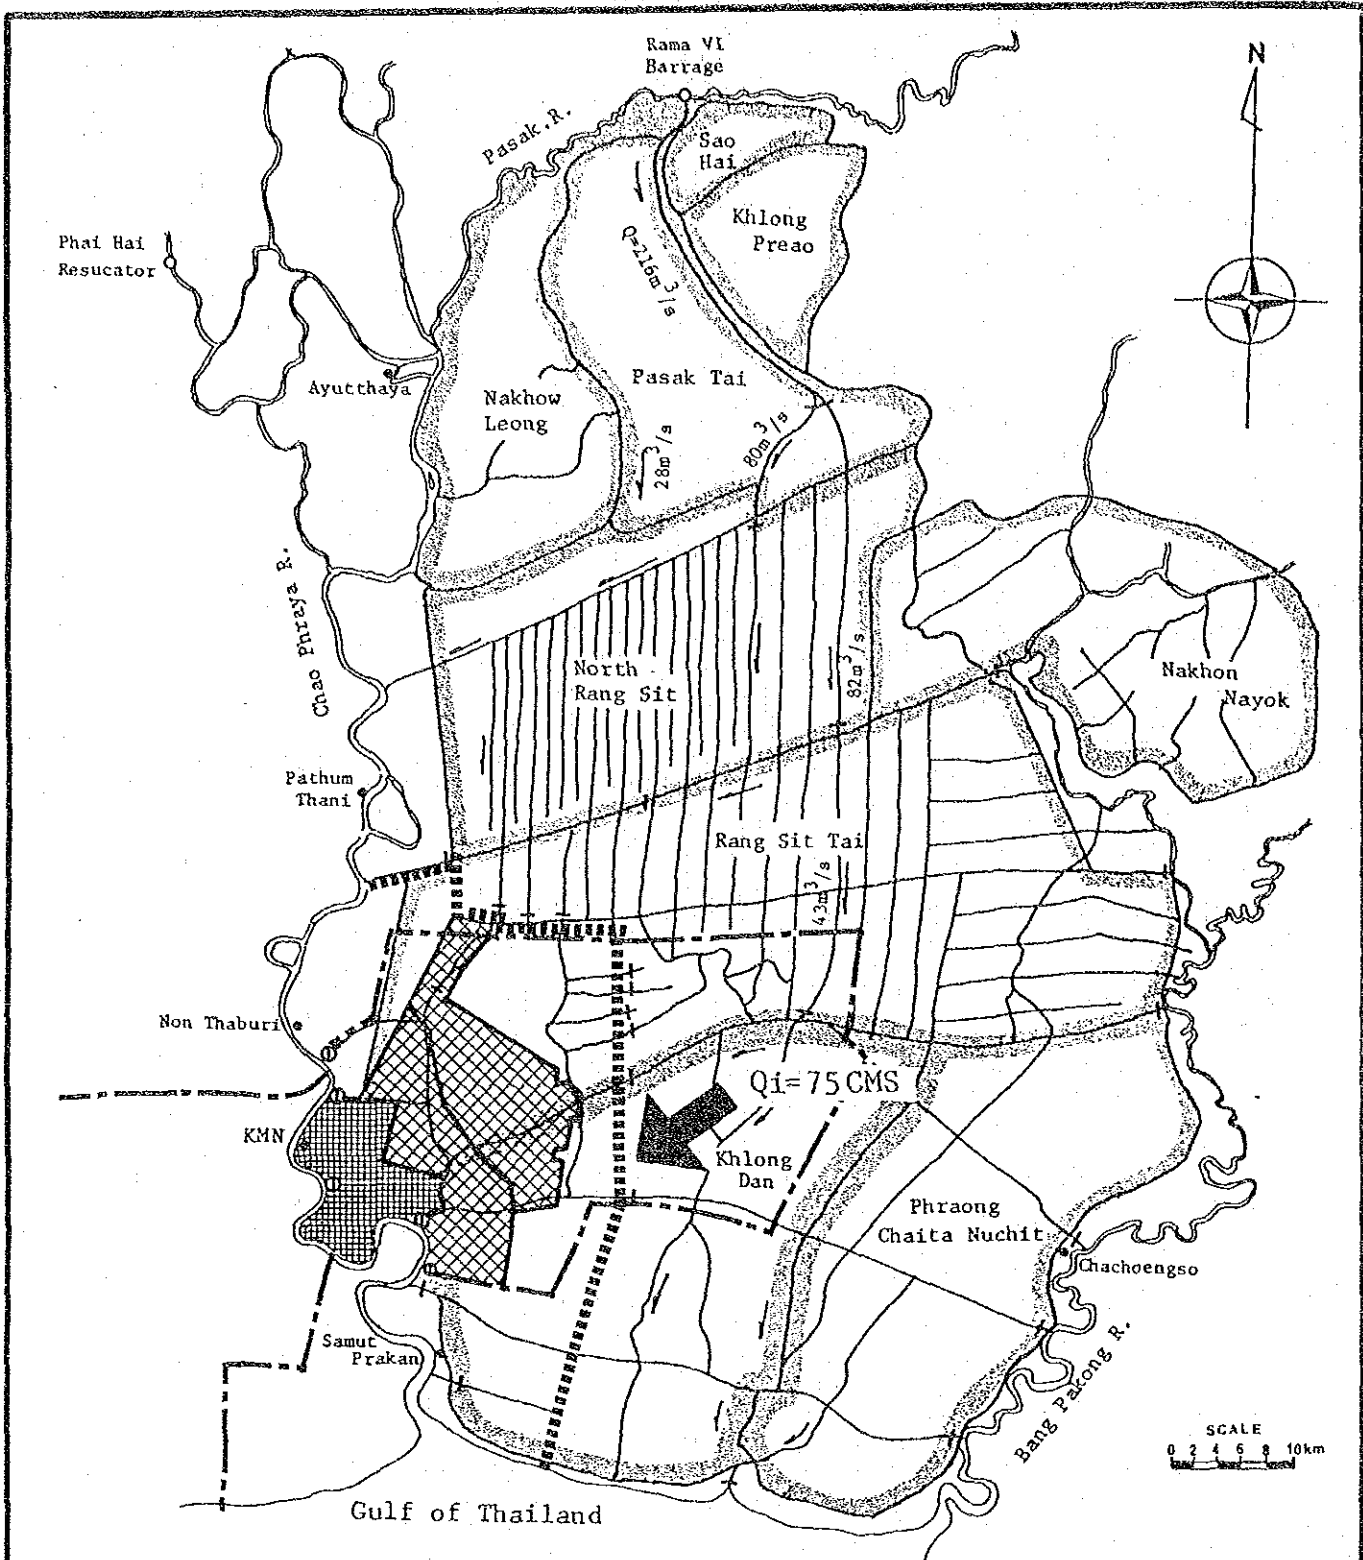 Rama VI
Barrage
N
Pasak R.
Sao
Hai
Khlong
Preao
Phai Hai
Resucator
Q=216m³/s
Ayutthaya
Nakhow
Leong
Pasak Tai
28m³/s
80m³/s
Chao Phraya R.
North
Rang Sit
82m³/s
Nakhon
Nayok
Pathum
Thani
Rang Sit Tai
43m³/s
Non Thaburi
Qi=75 CMS
KMN
Khlong
Dan
Phraong
Chaita Nuchit
Chachoengso
Samut
Prakan
Bang Pakong R.
SCALE
0 2 4 6 8 10km
Gulf of Thailand